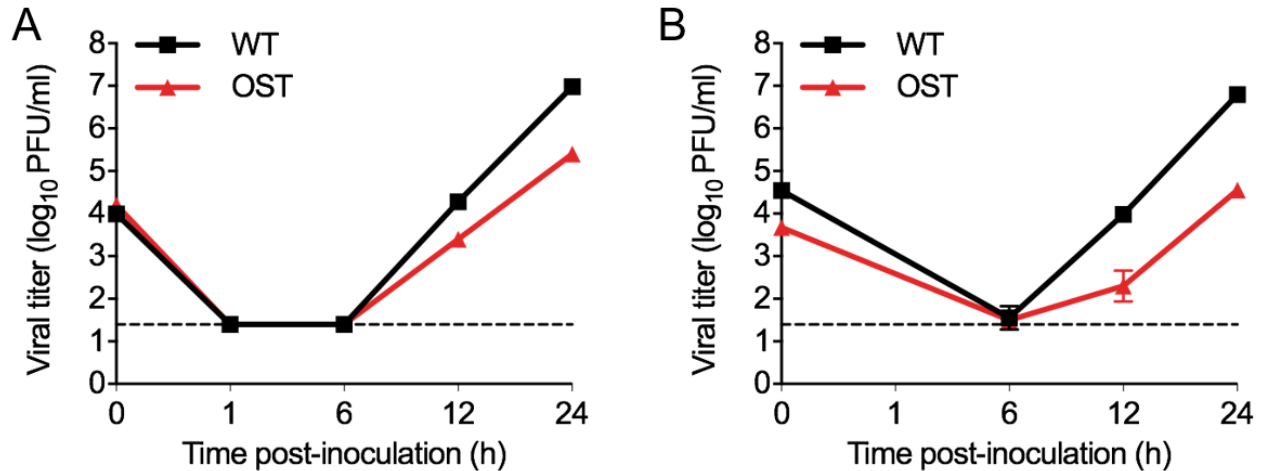 A
WT
OST
Viral titer (log10 PFU/ml)
8
7
6
5
4
3
2
1
0
0 1 6 12 24
Time post-inoculation (h)
B
WT
OST
Viral titer (log10 PFU/ml)
8
7
6
5
4
3
2
1
0
0 1 6 12 24
Time post-inoculation (h)